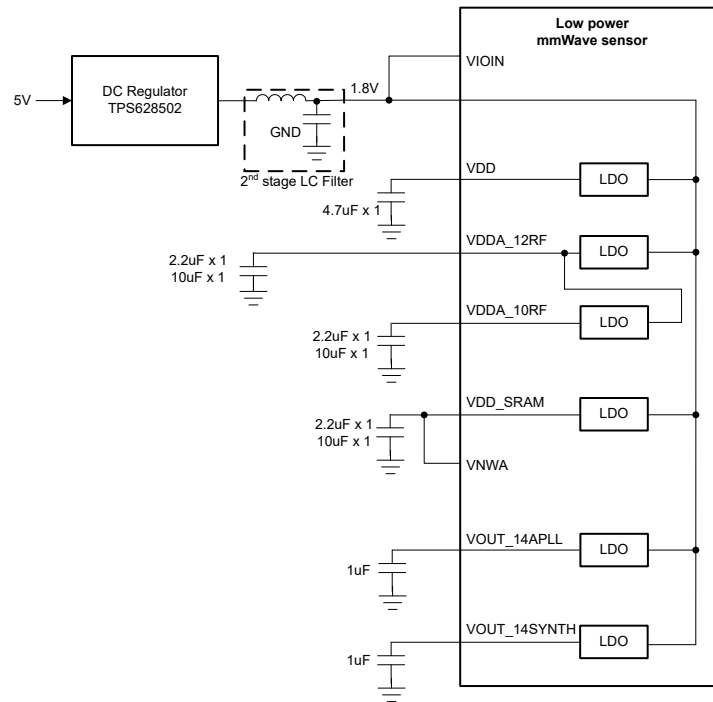 Low power
mmWave sensor
VIOIN
DC Regulator
TPS628502
5V
1.8V
GND
2nd stage LC Filter
VDD
LDO
4.7uF x 1
VDDA_12RF
LDO
2.2uF x 1
10uF x 1
VDDA_10RF
LDO
2.2uF x 1
10uF x 1
VDD_SRAM
LDO
2.2uF x 1
10uF x 1
VNWA
VOUT_14APLL
LDO
1uF
VOUT_14SYNTH
LDO
1uF